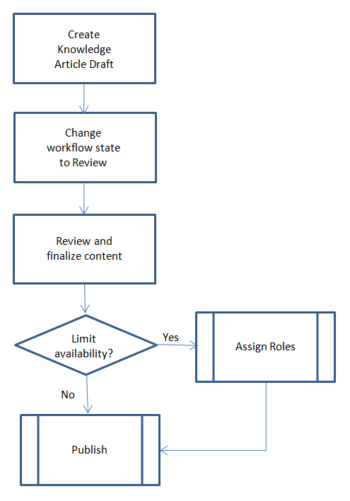 Create
Knowledge
Article Draft
Change
workflow state
to Review
Review and
finalize content
Limit
availability?
Yes
Assign Roles
No
Publish